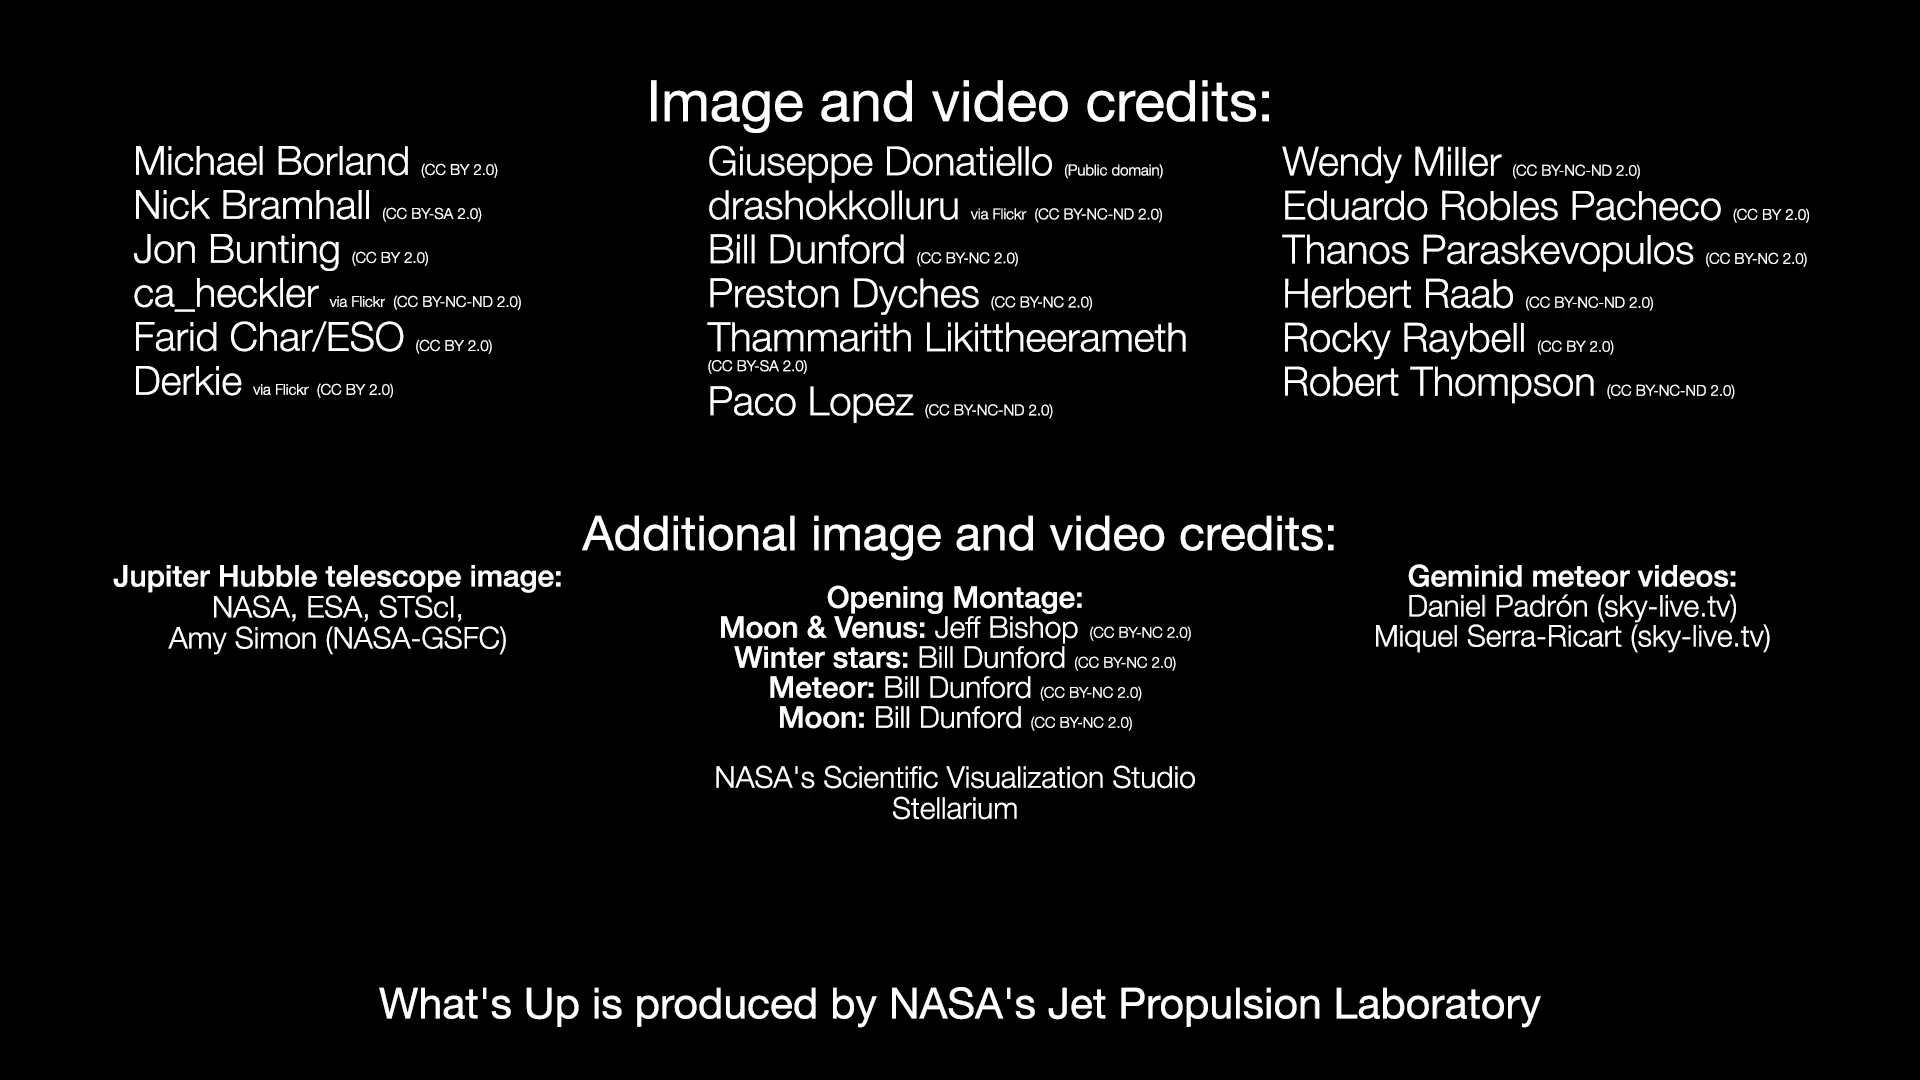 Image and video credits:
Michael Borland (CC BY 2.0)
Nick Bramhall (CC BY-SA 2.0)
Jon Bunting (CC BY 2.0)
ca_heckler via Flickr (CC BY-NC-ND 2.0)
Farid Char/ESO (CC BY 2.0)
Derkie via Flickr (CC BY 2.0)
Giuseppe Donatiello (Public domain)
drashokkolluru via Flickr (CC BY-NC-ND 2.0)
Bill Dunford (CC BY-NC 2.0)
Preston Dyches (CC BY-NC 2.0)
Thammarith Likittheerameth
(CC BY-SA 2.0)
Paco Lopez (CC BY-NC-ND 2.0)
Wendy Miller (CC BY-NC-ND 2.0)
Eduardo Robles Pacheco (CC BY 2.0)
Thanos Paraskevopulos (CC BY-NC 2.0)
Herbert Raab (CC BY-NC-ND 2.0)
Rocky Raybell (CC BY 2.0)
Robert Thompson (CC BY-NC-ND 2.0)
Additional image and video credits:
Jupiter Hubble telescope image:
NASA, ESA, STScI,
Amy Simon (NASA-GSFC)
Opening Montage:
Moon & Venus: Jeff Bishop (CC BY-NC 2.0)
Winter stars: Bill Dunford (CC BY-NC 2.0)
Meteor: Bill Dunford (CC BY-NC 2.0)
Moon: Bill Dunford (CC BY-NC 2.0)
NASA's Scientific Visualization Studio
Stellarium
Geminid meteor videos:
Daniel Padrón (sky-live.tv)
Miquel Serra-Ricart (sky-live.tv)
What's Up is produced by NASA's Jet Propulsion Laboratory